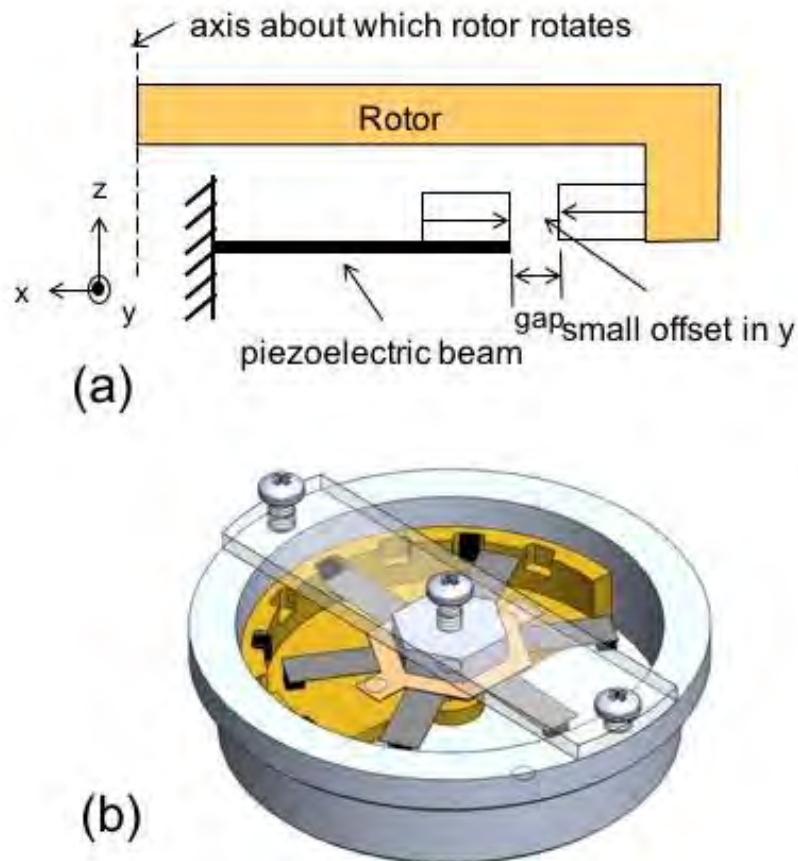 axis about which rotor rotates
Rotor
z
x
y
gap
small offset in y
piezoelectric beam
(a)
(b)